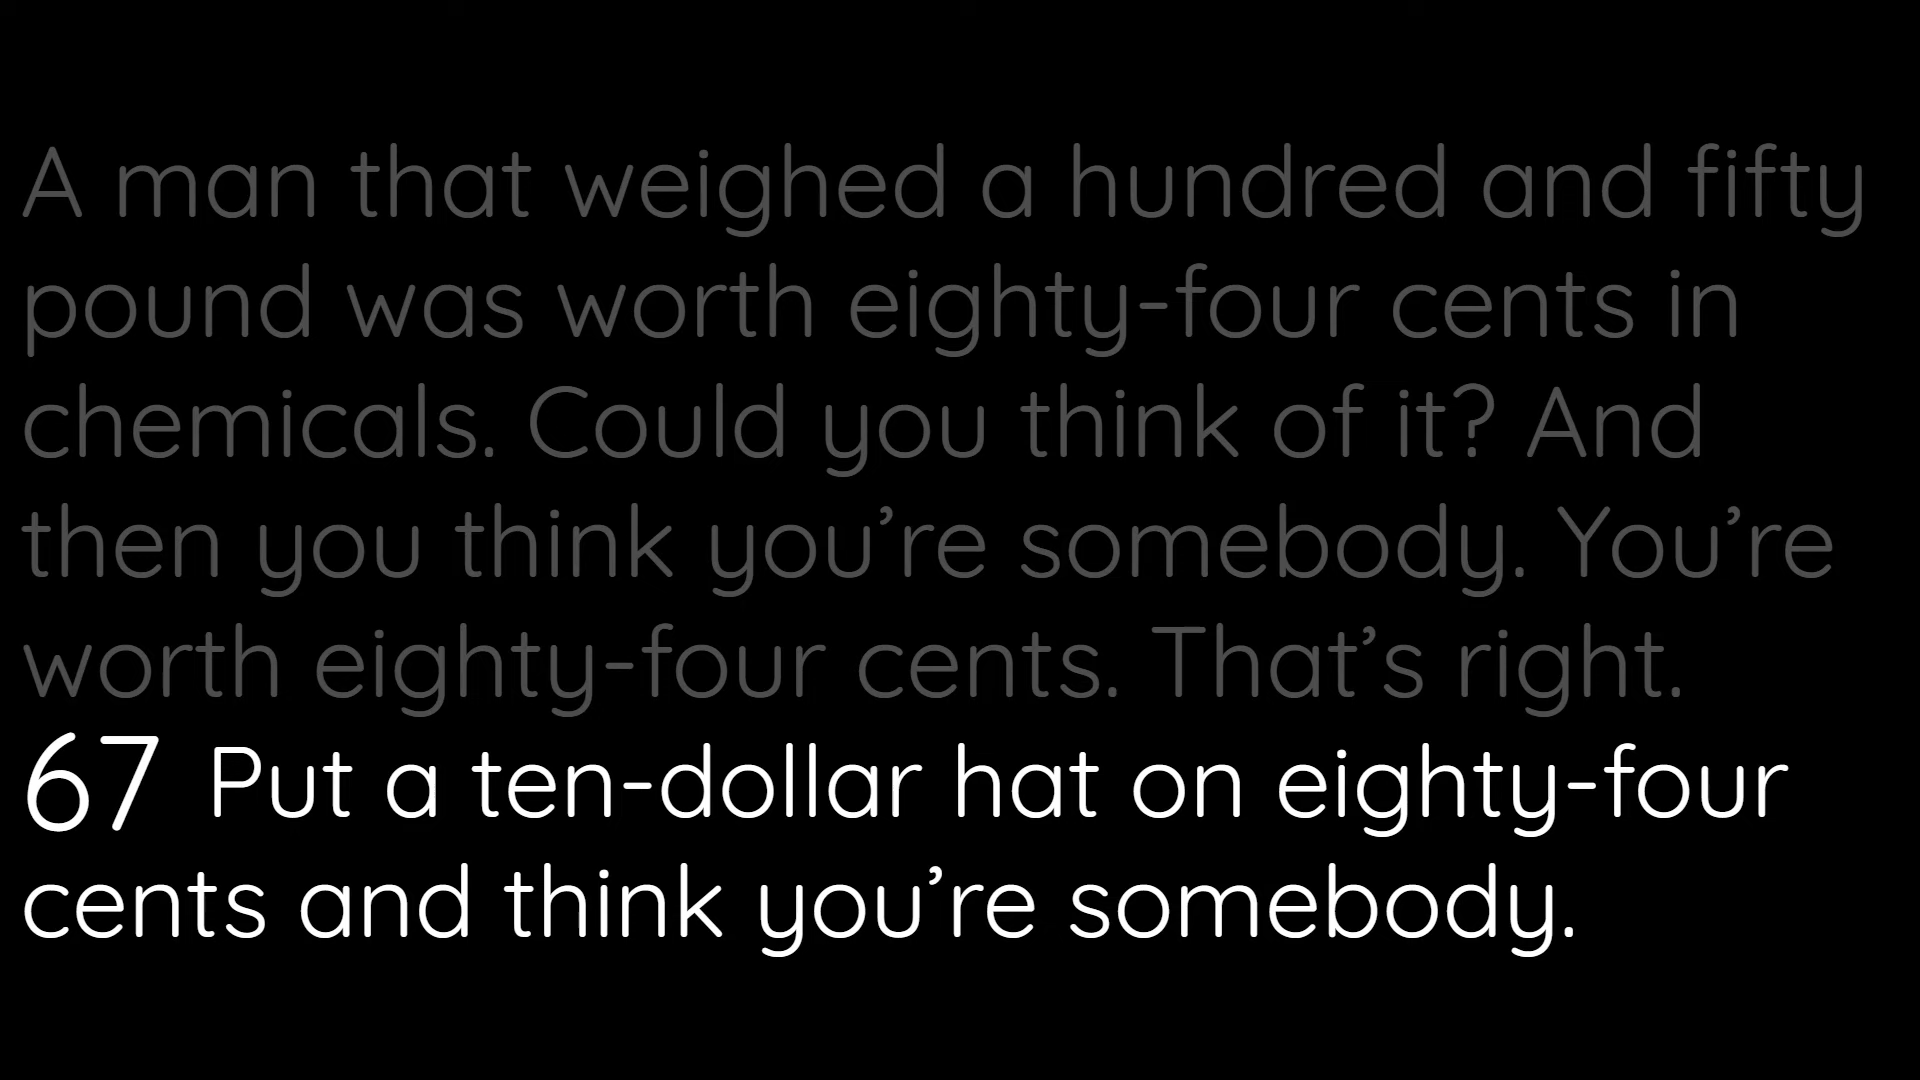 A man that weighed a hundred and fifty
pound was worth eighty-four cents in
chemicals. Could you think of it? And
then you think you’re somebody. You’re
worth eighty-four cents. That’s right.
67 Put a ten-dollar hat on eighty-four
cents and think you’re somebody.